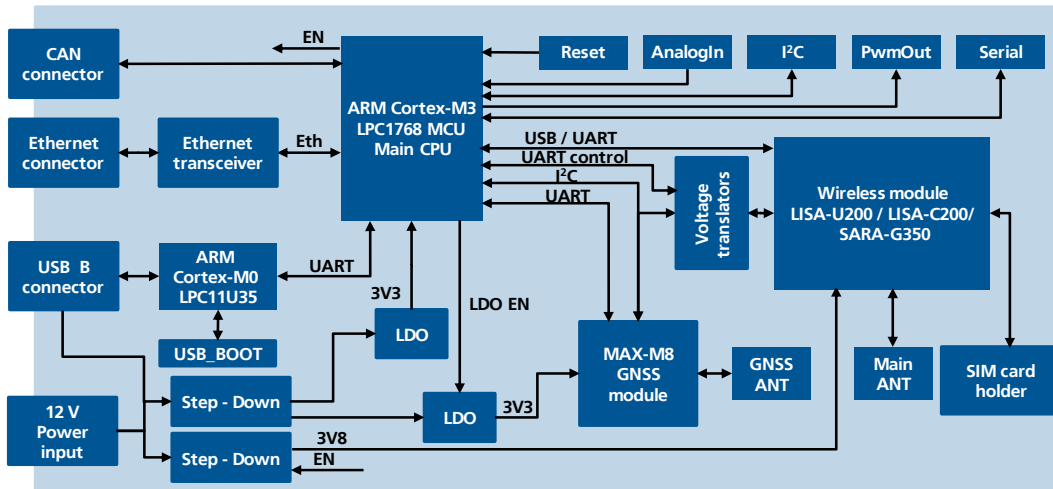 EN
Reset
AnalogIn
I²C
PwmOut
Serial
CAN
connector
ARM Cortex-M3
LPC1768 MCU
Main CPU
Ethernet
connector
Ethernet
transceiver
Eth
USB / UART
UART control
I²C
UART
Voltage
translators
Wireless module
LISA-U200 / LISA-C200/
SARA-G350
USB B
connector
ARM
Cortex-M0
LPC11U35
UART
3V3
LDO EN
USB_BOOT
LDO
MAX-M8
GNSS
module
GNSS
ANT
Main
ANT
SIM card
holder
12 V
Power
input
Step - Down
LDO
3V3
Step - Down
3V8
EN